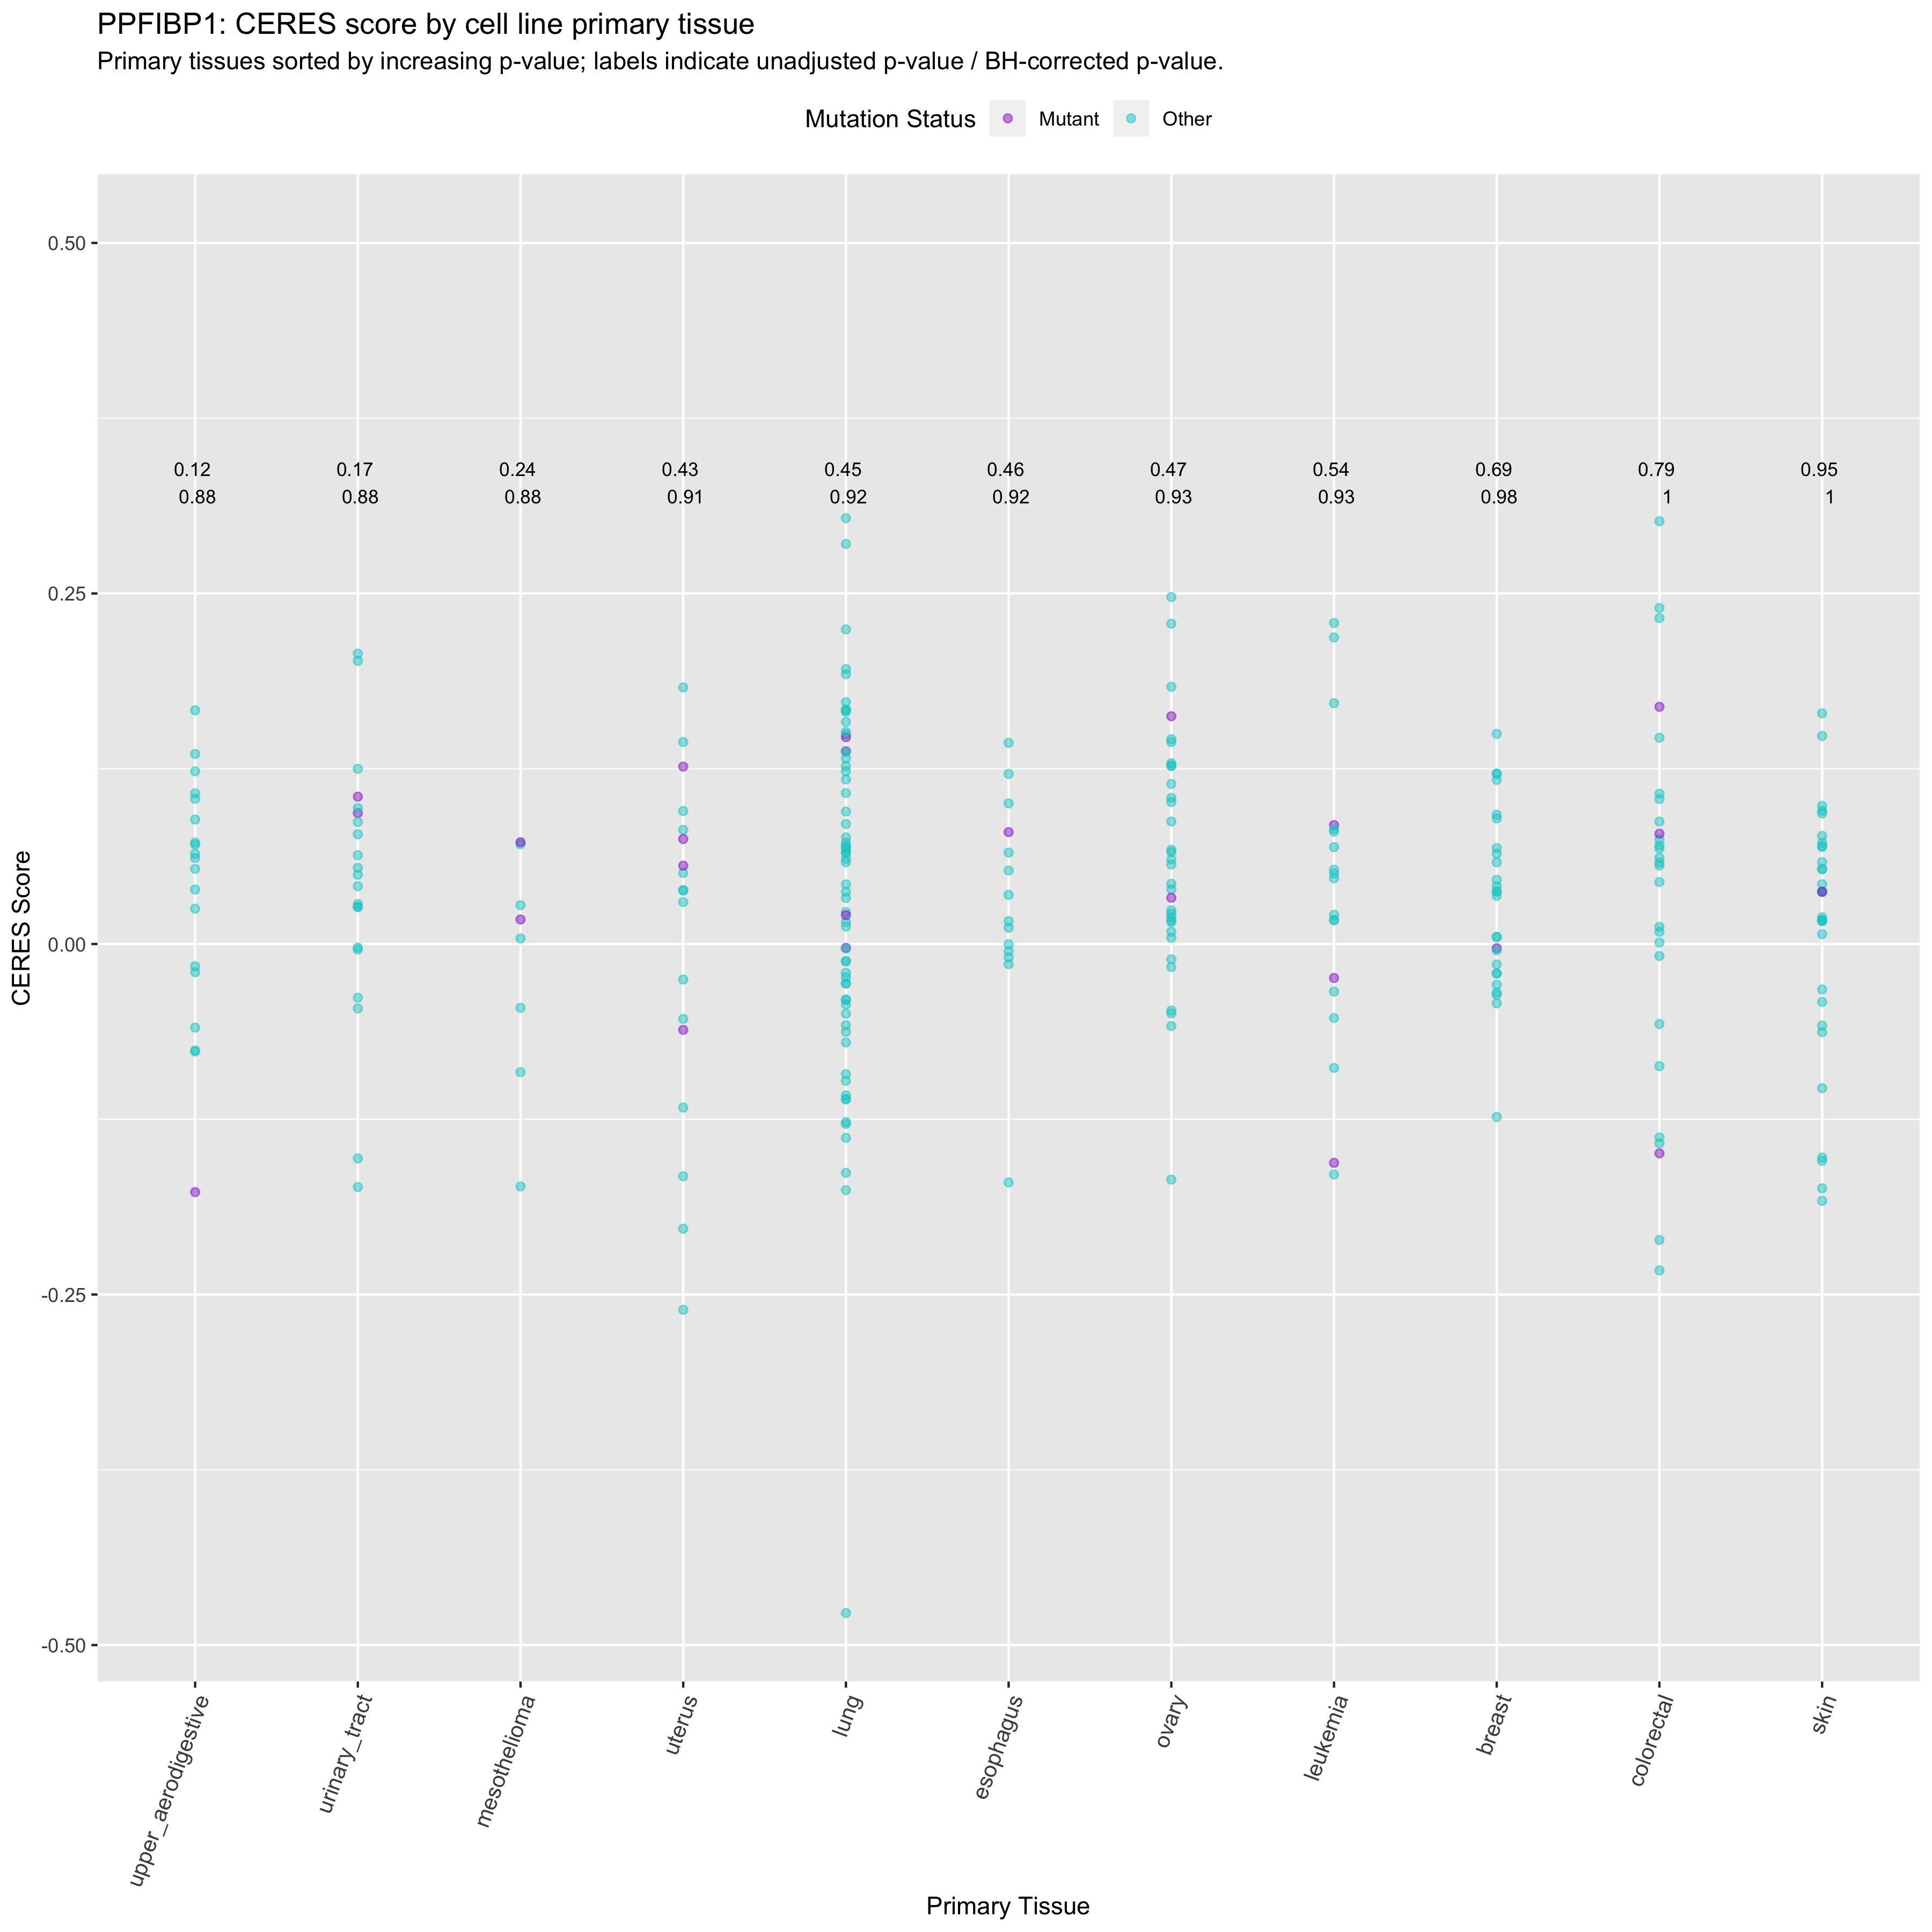 PPFIBP1: CERES score by cell line primary tissue
Primary tissues sorted by increasing p-value; labels indicate unadjusted p-value / BH-corrected p-value.
Mutation Status Mutant Other
0.50
0.12 0.17 0.24 0.43 0.45 0.46 0.47 0.54 0.69 0.79 0.95
0.88 0.88 0.88 0.91 0.92 0.92 0.93 0.93 0.98 1 1
0.25
0.00
-0.25
-0.50
CERES Score
upper_aerodigestive urinary_tract mesothelioma uterus lung esophagus ovary leukemia breast colorectal skin
Primary Tissue